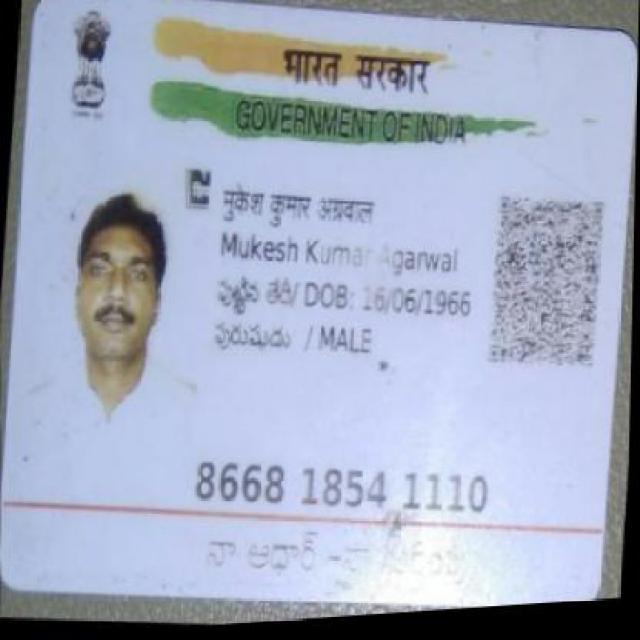 भारत सरकार
GOVERNMENT OF INDIA
मुकेश कुमार अग्रवाल
Mukesh Kumar Agarwal
పుట్టిన తేదీ/ DOB: 16/06/1966
పురుషుడు / MALE
8668 1854 1110
నా ఆధార్ -నా